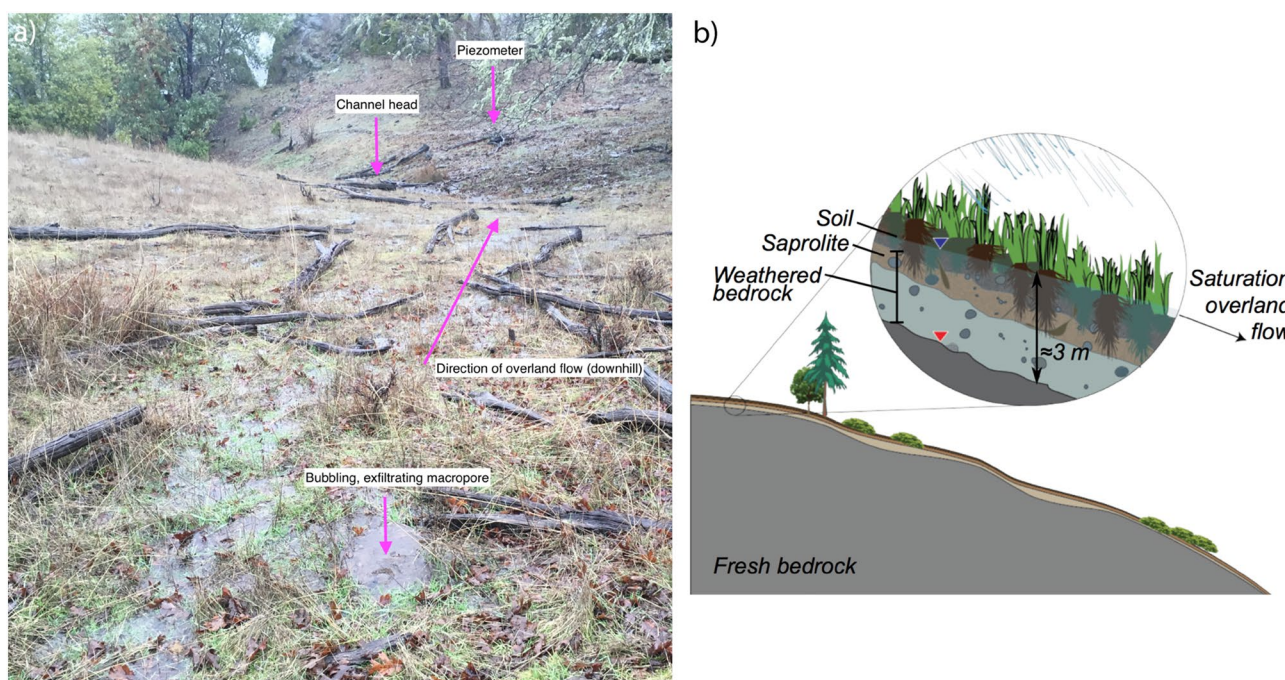 a)
Piezometer
Channel head
Direction of overland flow (downhill)
Bubbling, exfiltrating macropore
b)
Soil
Saprolite
Weathered
bedrock
≈3 m
Saturation
overland
flow
Fresh bedrock